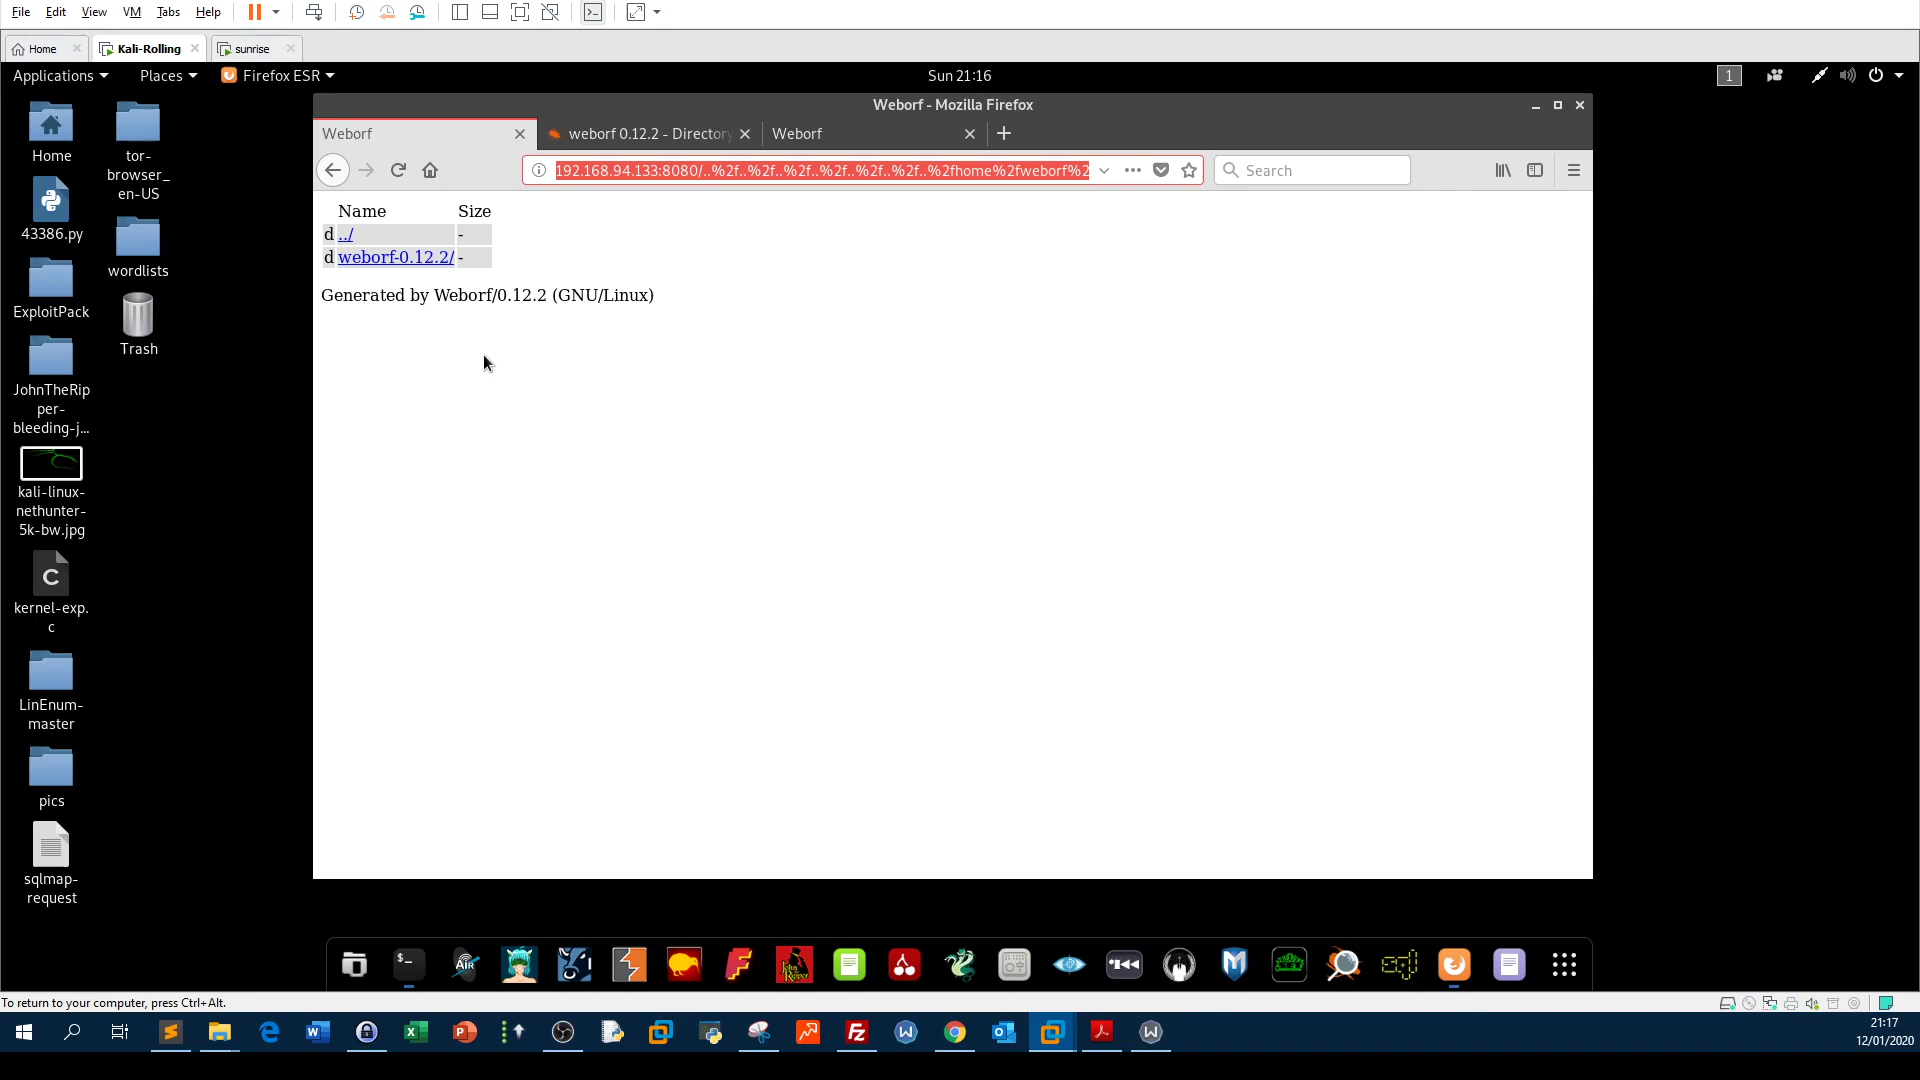 File Edit View VM Tabs Help
Home Kali-Rolling sunrise
Applications Places Firefox ESR Sun 21:16 1
Weborf - Mozilla Firefox
Weborf weborf 0.12.2 - Directory Weborf
192.168.94.133:8080/..%2f..%2f..%2f..%2f..%2f..%2f..%2fhome%2fweborf%2 Search
Name Size
d ../ -
d weborf-0.12.2/ -
Generated by Weborf/0.12.2 (GNU/Linux)
Home
43386.py
ExploitPack
JohnTheRip
per-
bleeding-j...
kali-linux-
nethunter-
5k-bw.jpg
C
kernel-exp.
c
LinEnum-
master
pics
sqlmap-
request
tor-
browser_
en-US
wordlists
Trash
To return to your computer, press Ctrl+Alt.
21:17
12/01/2020